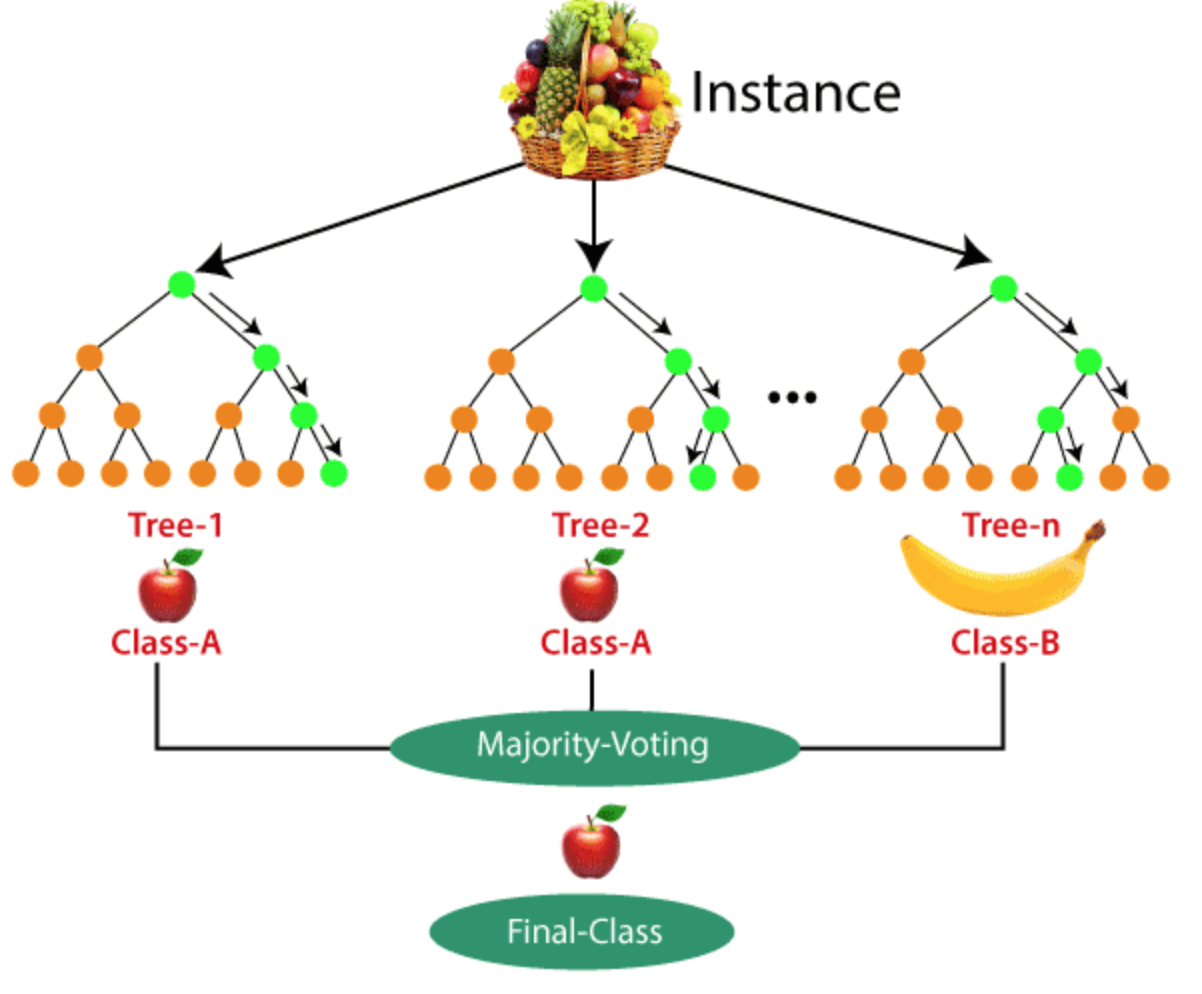 Instance
...
Tree-1
Tree-2
Tree-n
Class-A
Class-A
Class-B
Majority-Voting
Final-Class